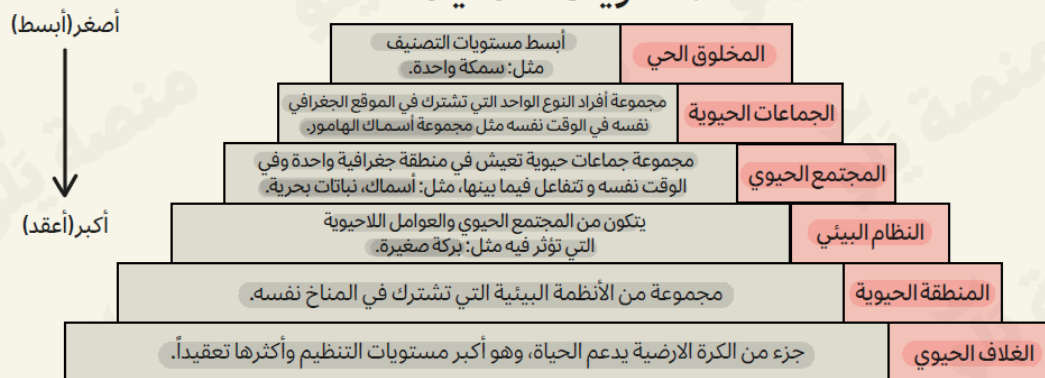 أصغر(أبسط)
أكبر(أعقد)
المخلوق الحي
أبسط مستويات التصنيف
مثل: سمكة واحدة.
الجماعات الحيوية
مجموعة أفراد النوع الواحد التي تشترك في الموقع الجغرافي
نفسه في الوقت نفسه مثل مجموعة أسماك الهامور.
المجتمع الحيوي
مجموعة جماعات حيوية تعيش في منطقة جغرافية واحدة وفي
الوقت نفسه و تتفاعل فيما بينها، مثل: أسماك، نباتات بحرية.
النظام البيئي
يتكون من المجتمع الحيوي والعوامل اللاحيوية
التي تؤثر فيه مثل: بركة صغيرة.
المنطقة الحيوية
مجموعة من الأنظمة البيئية التي تشترك في المناخ نفسه.
الغلاف الحيوي
جزء من الكرة الارضية يدعم الحياة، وهو أكبر مستويات التنظيم وأكثرها تعقيداً.
منصة